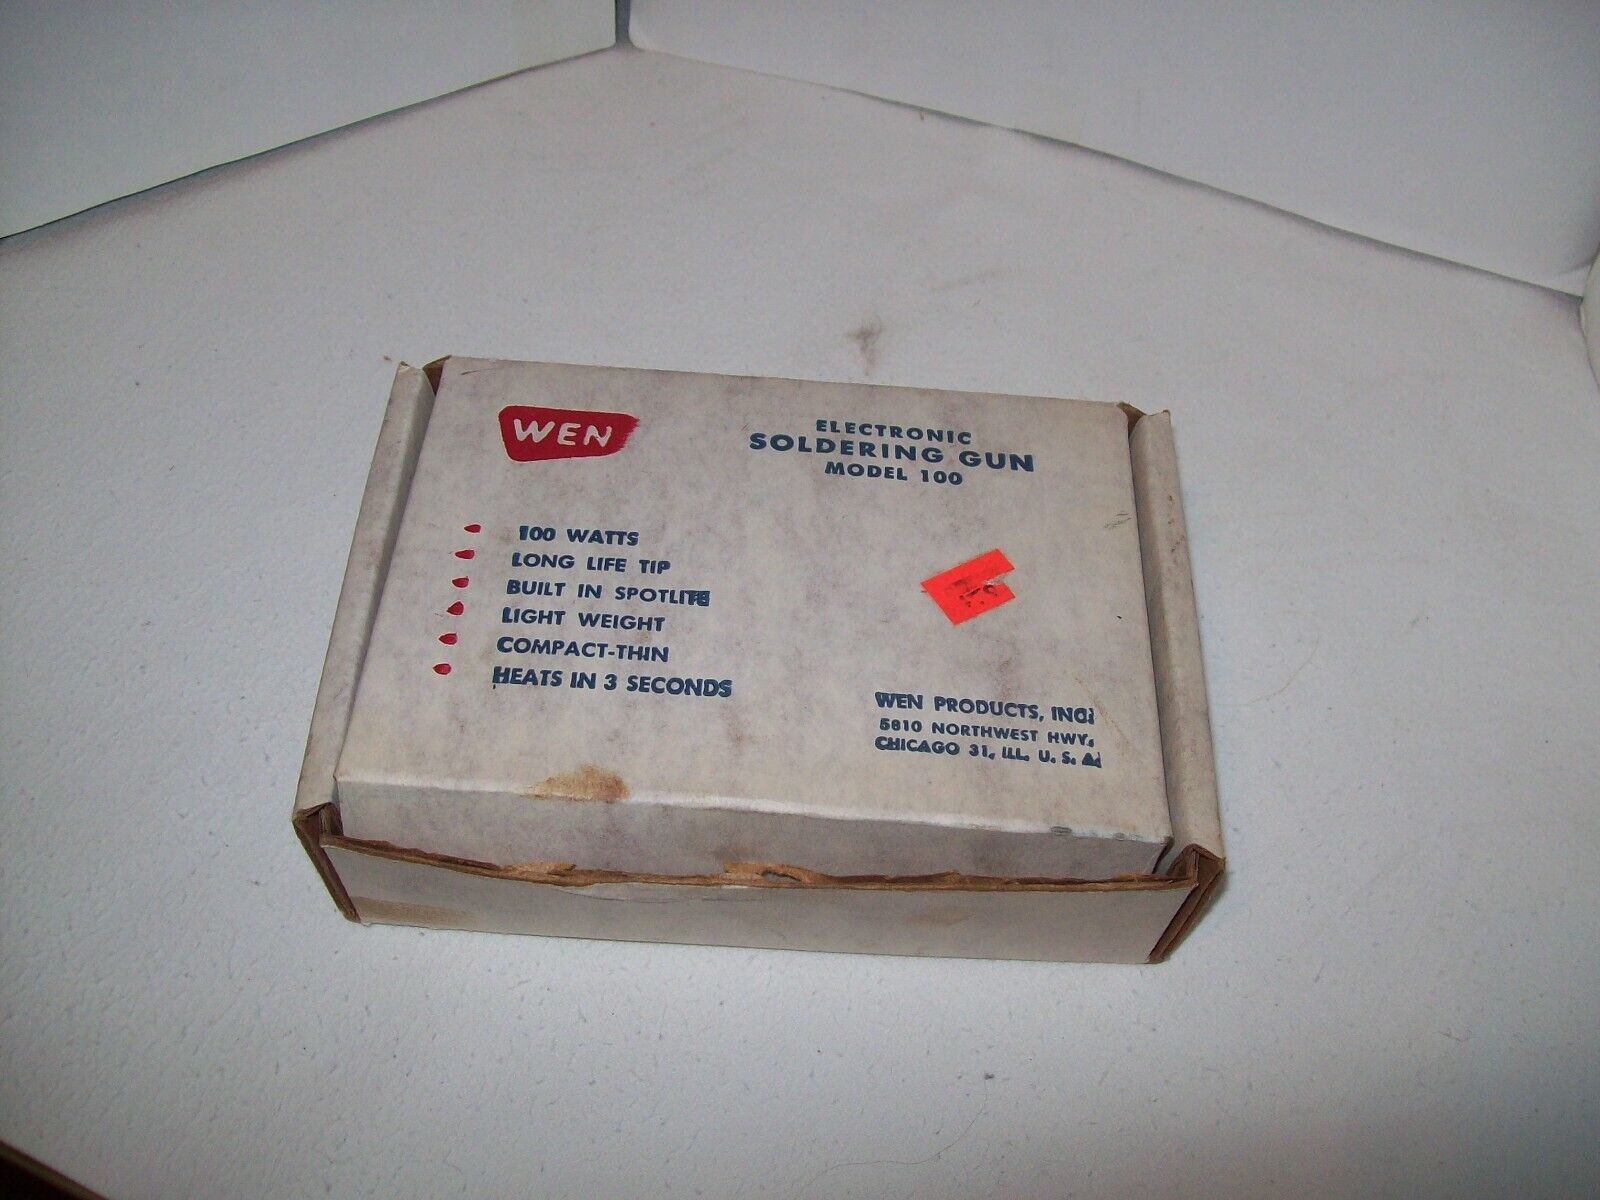 WEN
ELECTRONIC
SOLDERING GUN
MODEL 100
100 WATTS
LONG LIFE TIP
BUILT IN SPOTLITE
LIGHT WEIGHT
COMPACT-THIN
HEATS IN 3 SECONDS
WEN PRODUCTS, INC.
5810 NORTHWEST HWY.
CHICAGO 31, ILL. U. S. A.